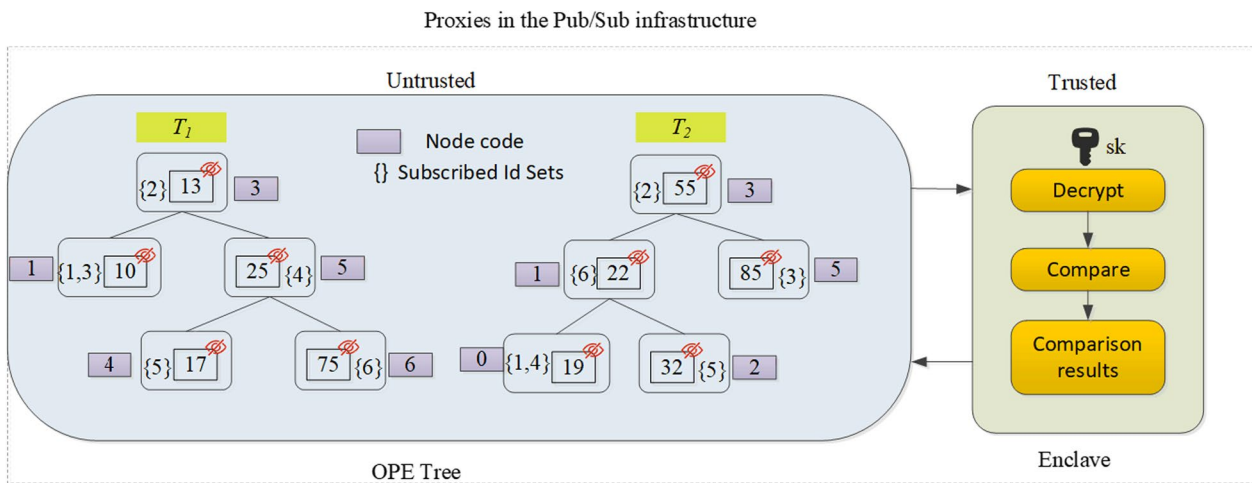 Proxies in the Pub/Sub infrastructure
Untrusted
Trusted
T1
T2
Node code
{} Subscribed Id Sets
sk
{2} 13 3
{2} 55 3
Decrypt
1 {1,3} 10
25 {4} 5
1 {6} 22
85 {3} 5
Compare
4 {5} 17
75 {6} 6
0 {1,4} 19
32 {5} 2
Comparison
results
OPE Tree
Enclave